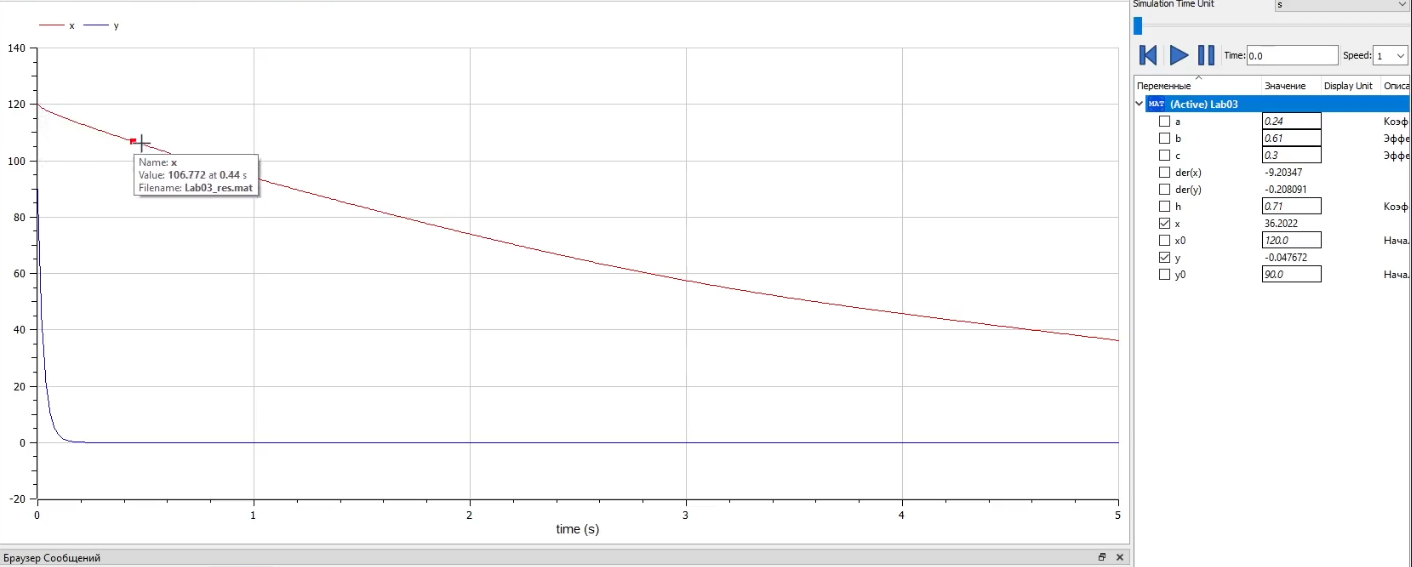 Simulation Time Unit s
x y
Time: 0.0 Speed: 1
140
120
100
80
60
40
20
0
-20
0 1 2 3 4 5
time (s)
Name: x
Value: 106.772 at 0.44 s
Filename: Lab03_res.mat
Переменные Значение Display Unit Описа
MAT (Active) Lab03
a 0.24 Коэф
b 0.61 Эффе
c 0.3 Эффе
der(x) -9.20347
der(y) -0.208091
h 0.71 Коэф
x 36.2022
x0 120.0 Нача.
y -0.047672
y0 90.0 Нача.
Браузер Сообщений